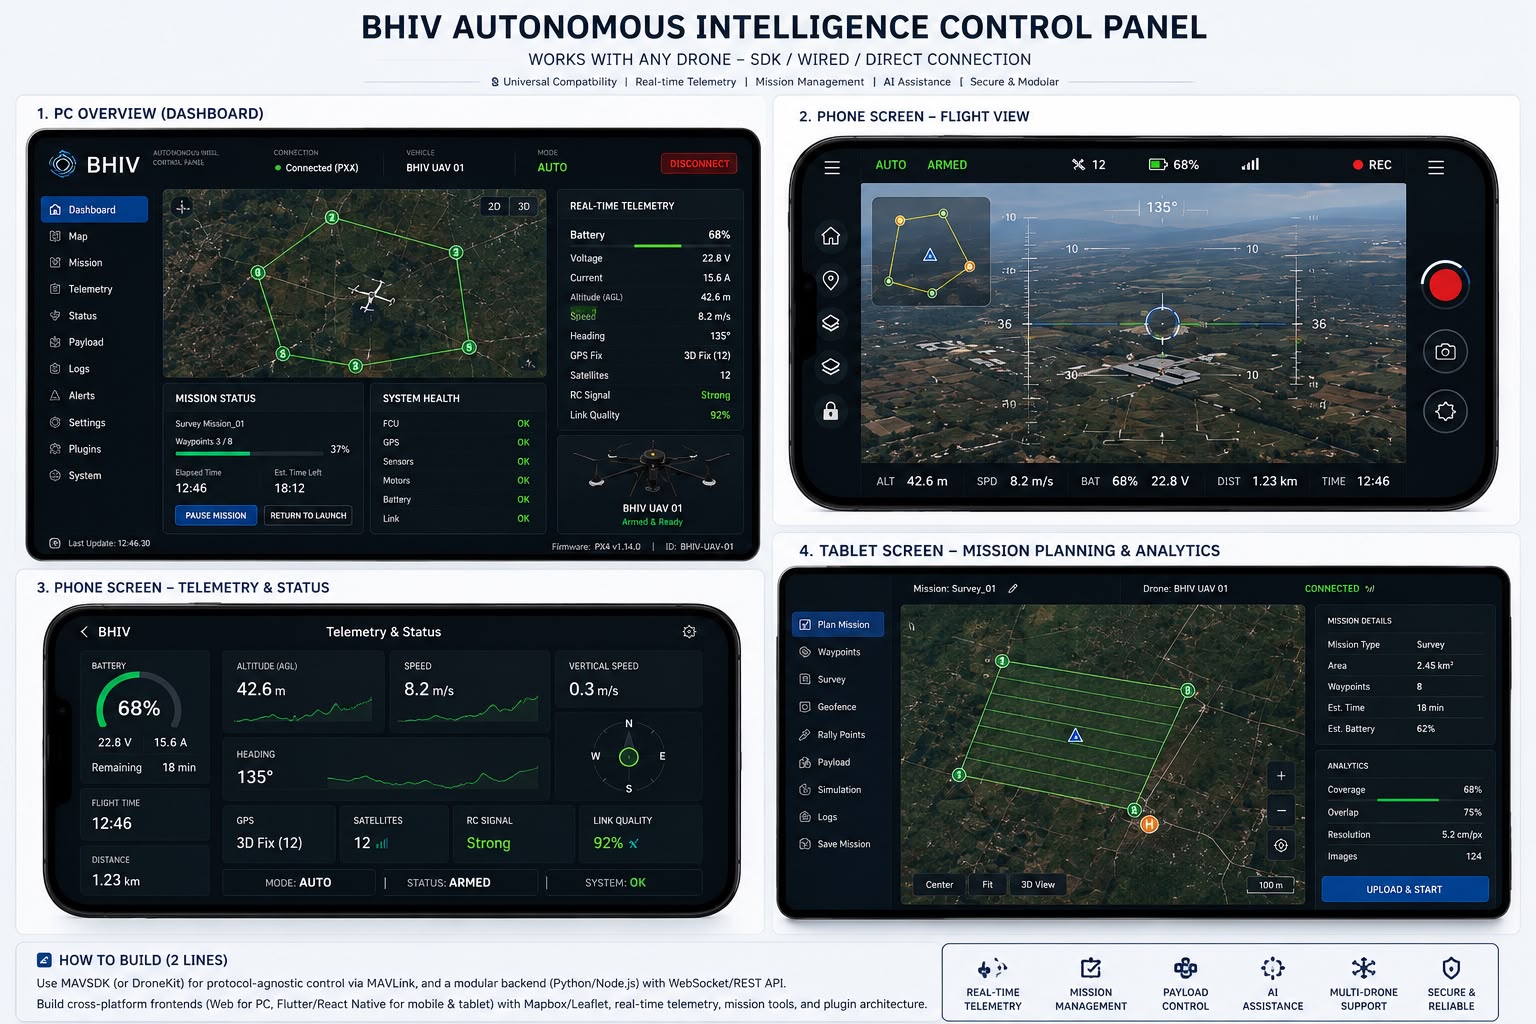 BHIV AUTONOMOUS INTELLIGENCE CONTROL PANEL
WORKS WITH ANY DRONE – SDK / WIRED / DIRECT CONNECTION
Universal Compatbility | Real-time Telemetry | Mission Management | AI Assistance [ Secure & Modolar
1. PC OVERVIEW (DASHBOARD)
BHIV
CONNECTION
Connected (PXX)
VEHICLE
BHIV UAV 01
MODE
AUTO
DISCONNECT
Dashboard
Map
Mission
Telemetry
Status
Payload
Logs
Alerts
Settings
Plugins
System
2D 3D
REAL-TIME TELEMETRY
Battery 68%
Voltage 22.8 V
Current 15.6 A
Altitude (AGL) 42.6 m
Speed 8.2 m/s
Heading 135°
GPS Fix 3D Fix (12)
Satellites 12
RC Signal Strong
Link Quality 92%
MISSION STATUS
Survey Mission_01
Waypoints 3 / 8
37%
Elapsed Time
12:46
Est. Time Left
18:12
PAUSE MISSION
RETURN TO LAUNCH
SYSTEM HEALTH
FCU OK
GPS OK
Sensors OK
Motors OK
Battery OK
Link OK
BHIV UAV 01
Armed & Ready
Last Update: 12:46.30
Firmware: PX4 v1.14.0 | ID: BHIV-UAV-01
2. PHONE SCREEN – FLIGHT VIEW
AUTO ARMED 12 68% REC
135°
10
10 10
36 36
30 10
ALT 42.6 m SPD 8.2 m/s BAT 68% 22.8 V DIST 1.23 km TIME 12:46
3. PHONE SCREEN – TELEMETRY & STATUS
BHIV
Telemetry & Status
BATTERY
68%
22.8 V 15.6 A
Remaining 18 min
FLIGHT TIME
12:46
DISTANCE
1.23 km
ALTITUDE (AGL)
42.6 m
SPEED
8.2 m/s
VERTICAL SPEED
0.3 m/s
HEADING
135°
N
W E
S
GPS
3D Fix (12)
SATELLITES
12
RC SIGNAL
Strong
LINK QUALITY
92%
MODE: AUTO | STATUS: ARMED | SYSTEM: OK
4. TABLET SCREEN – MISSION PLANNING & ANALYTICS
Mission: Survey_01
Drone: BHIV UAV 01
CONNECTED
Plan Mission
Waypoints
Survey
Geofence
Rally Points
Payload
Simulation
Logs
Save Mission
H
+
−
Center Fit 3D View
100 m
MISSION DETAILS
Mission Type Survey
Area 2.45 km²
Waypoints 8
Est. Time 18 min
Est. Battery 62%
ANALYTICS
Coverage 68%
Overlap 75%
Resolution 5.2 cm/px
Images 124
UPLOAD & START
HOW TO BUILD (2 LINES)
Use MAVSDK (or DroneKit) for protocol-agnostic control via MAVLink, and a modular backend (Python/Node.js) with WebSocket/REST API.
Build cross-platform frontends (Web for PC, Flutter/React Native for mobile & tablet) with Mapbox/Leaflet, real-time telemetry, mission tools, and plugin architecture.
REAL-TIME
TELEMETRY
MISSION
MANAGEMENT
PAYLOAD
CONTROL
AI
ASSISTANCE
MULTI-DRONE
SUPPORT
SECURE &
RELIABLE